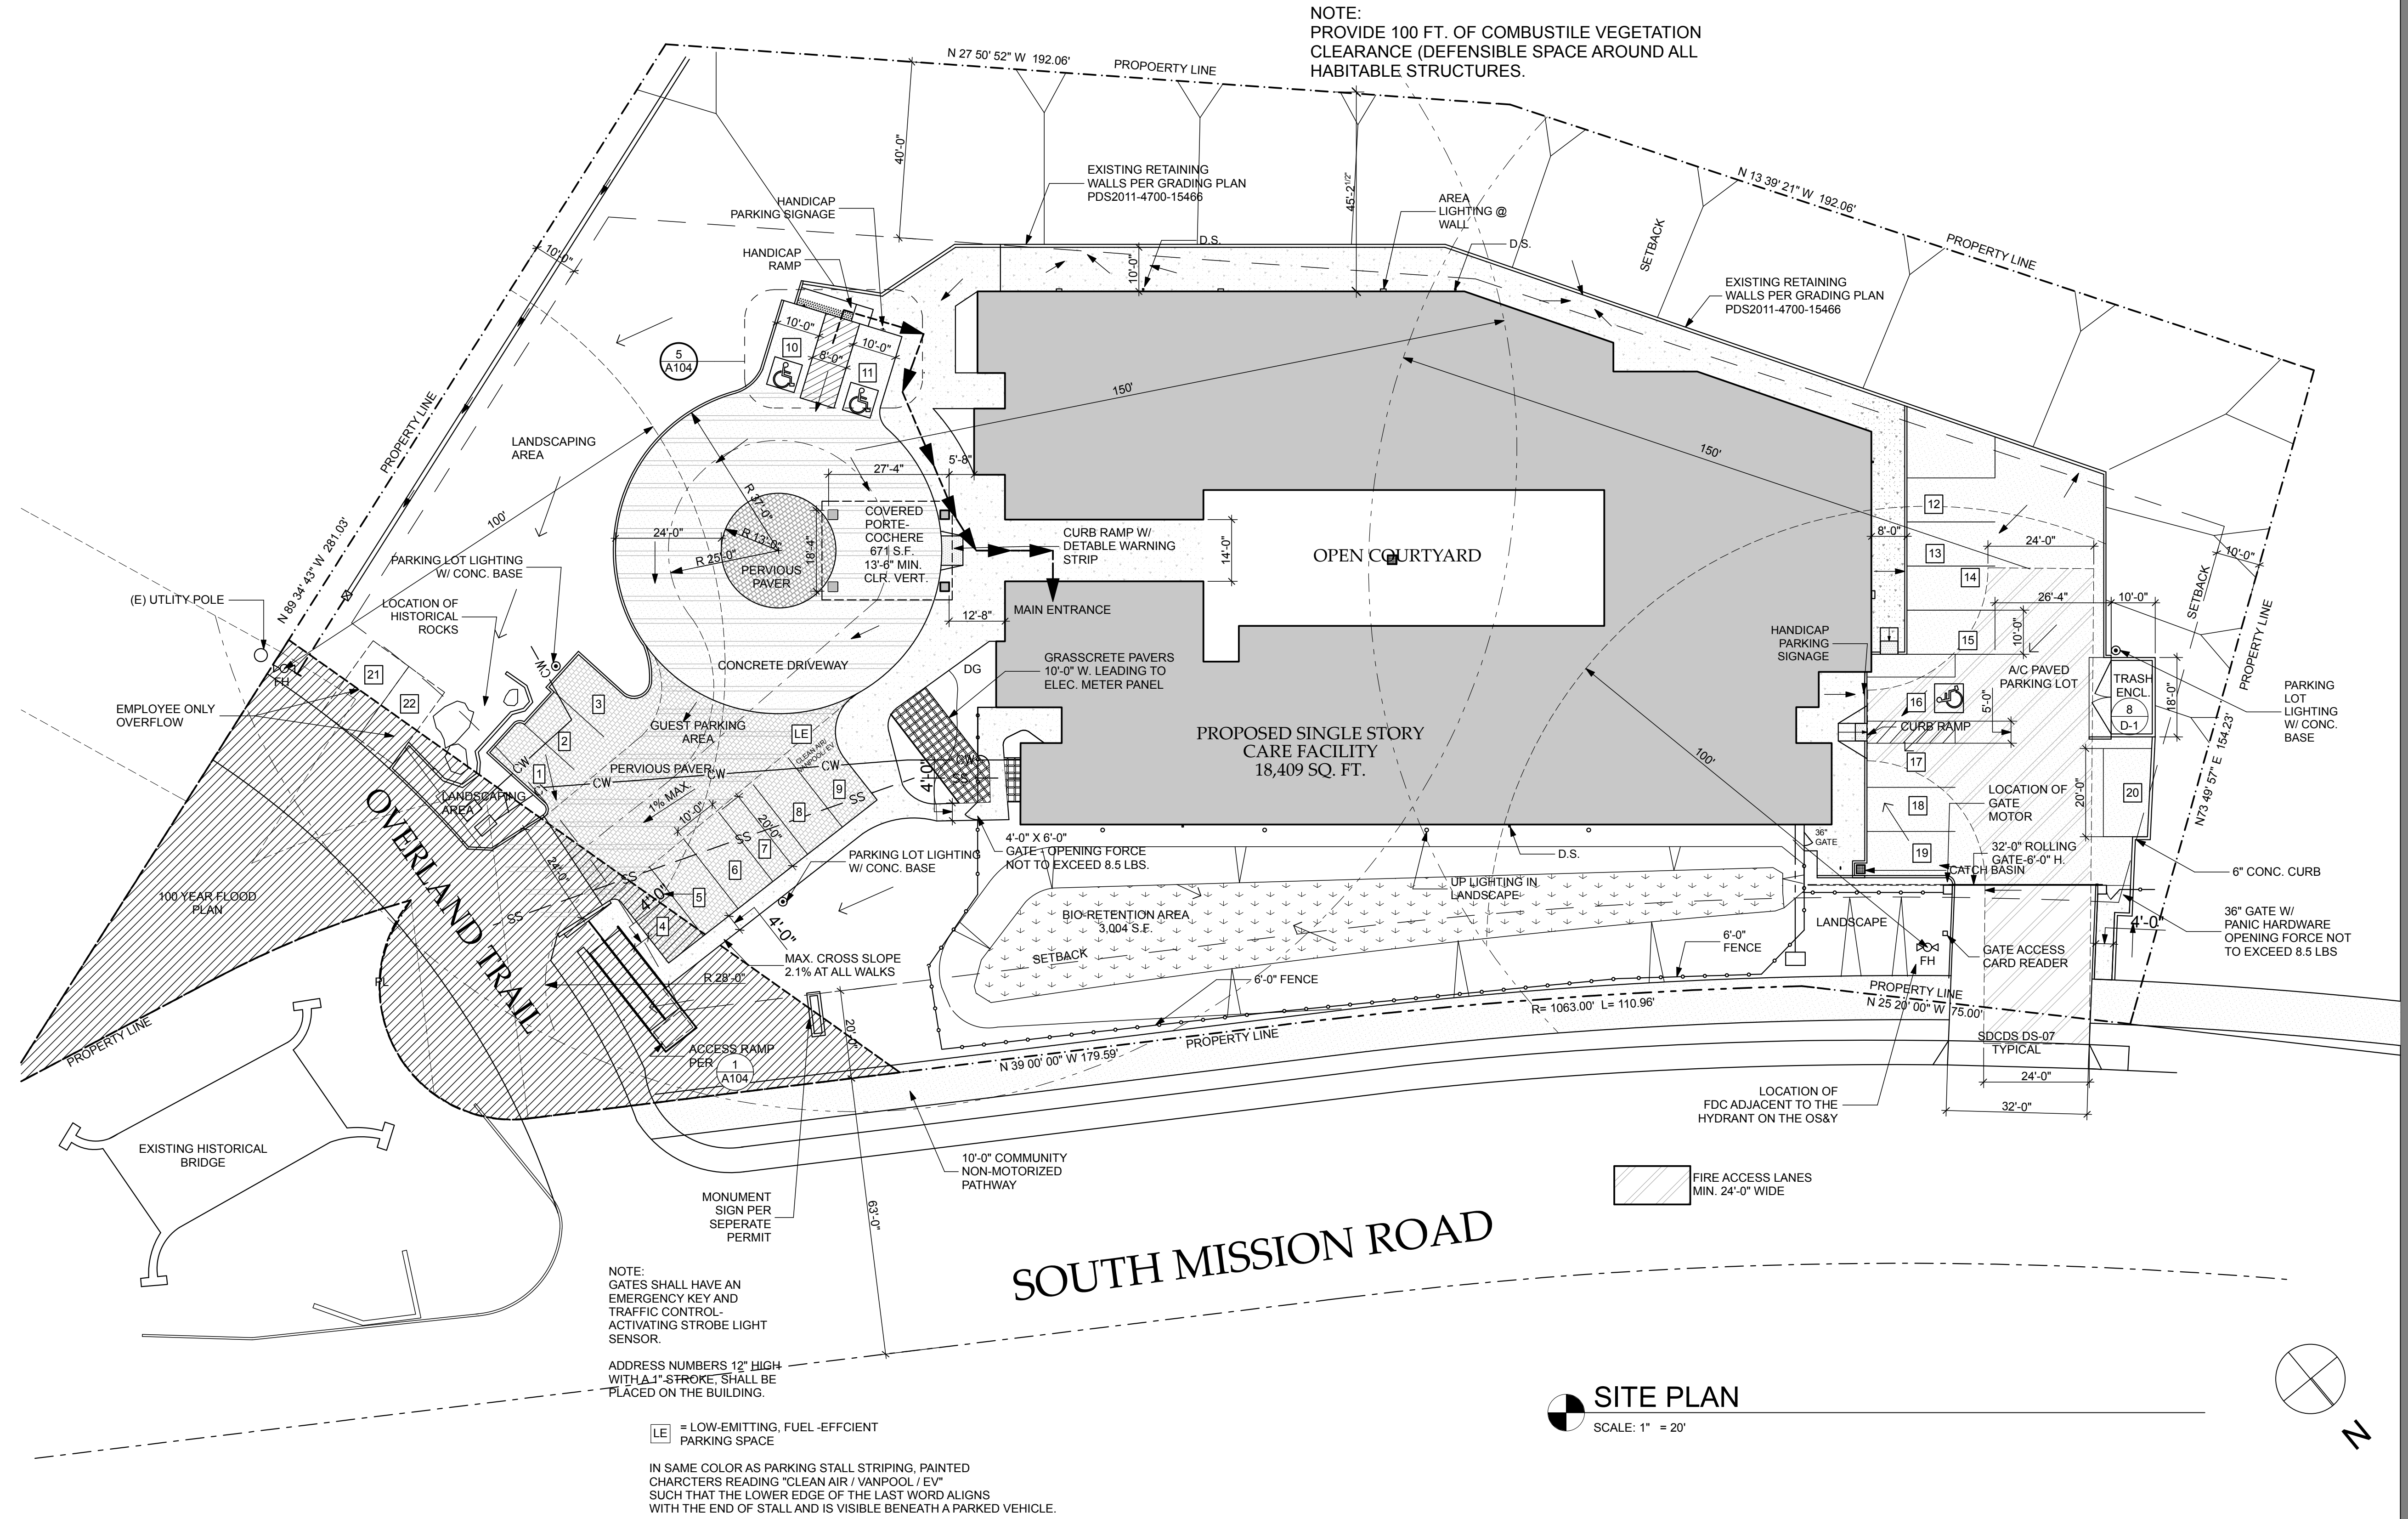 NOTE:
PROVIDE 100 FT. OF COMBUSTILE VEGETATION
CLEARANCE (DEFENSIBLE SPACE AROUND ALL
HABITABLE STRUCTURES.
N 27 50' 52" W  192.06'
PROPOERTY LINE
N 13 39' 21" W  192.06'
PROPERTY LINE
40'-0"
45'-2 1/2"
EXISTING RETAINING
WALLS PER GRADING PLAN
PDS2011-4700-15466
AREA
LIGHTING @
WALL
D.S.
D.S.
SETBACK
EXISTING RETAINING
WALLS PER GRADING PLAN
PDS2011-4700-15466
HANDICAP
PARKING SIGNAGE
HANDICAP
RAMP
10'-0"
10'-0"
10'-0"
8'-0"
10'-0"
10
11
5
A104
150'
150'
PROPERTY LINE
N 89 34' 43" W  281.03'
LANDSCAPING
AREA
100'
R 37'-0"
27'-4"
5'-8"
24'-0"
R 13'-0"
R 25'-0"
18'-4"
PERVIOUS
PAVER
COVERED
PORTE-
COCHERE
671 S.F.
13'-6" MIN.
CLR. VERT.
CURB RAMP W/
DETABLE WARNING
STRIP
14'-0"
OPEN COURTYARD
MAIN ENTRANCE
12'-8"
PARKING LOT LIGHTING
W/ CONC. BASE
(E) UTLITY POLE
LOCATION OF
HISTORICAL
ROCKS
CW
FH
21
22
EMPLOYEE ONLY
OVERFLOW
CONCRETE DRIVEWAY
GRASSCRETE PAVERS
10'-0" W. LEADING TO
ELEC. METER PANEL
DG
3
2
1
GUEST PARKING
AREA
LE
CLEAN AIR/
VANPOOL/ EV
PERVIOUS PAVER
CW
CW
CW
CW
CW
SS
4'-0"
9
8
7
6
5
4
SS
SS
SS
SS
1% MAX.
10'-0"
20'-0"
24'-0"
410"
LANDSCAPING
AREA
OVERLAND TRAIL
100 YEAR FLOOD
PLAN
PL
PROPERTY LINE
EXISTING HISTORICAL
BRIDGE
PROPOSED SINGLE STORY
CARE FACILITY
18,409 SQ. FT.
4'-0" X 6'-0"
GATE - OPENING FORCE
NOT TO EXCEED 8.5 LBS.
PARKING LOT LIGHTING
W/ CONC. BASE
4'-0"
MAX. CROSS SLOPE
2.1% AT ALL WALKS
R 28'-0"
20'-0"
ACCESS RAMP
PER
1
A104
63'-0"
MONUMENT
SIGN PER
SEPERATE
PERMIT
10'-0" COMMUNITY
NON-MOTORIZED
PATHWAY
D.S.
UP LIGHTING IN
LANDSCAPE
BIO-RETENTION AREA
3,004 S.F.
SETBACK
6'-0" FENCE
6'-0"
FENCE
R= 1063.00'  L= 110.96'
N 39 00' 00" W 179.59'
PROPERTY LINE
12
13
14
15
8'-0"
24'-0"
26'-4"
10'-0"
10'-0"
10'-0"
SETBACK
PROPERTY LINE
N73 49' 57" E  154.23'
HANDICAP
PARKING
SIGNAGE
A/C PAVED
PARKING LOT
TRASH
ENCL.
8
D-1
18'-0"
PARKING
LOT
LIGHTING
W/ CONC.
BASE
16
5'-0"
CURB RAMP
17
18
19
20
20'-0"
100'
LOCATION OF
GATE
MOTOR
36"
GATE
32'-0" ROLLING
GATE-6'-0" H.
CATCH BASIN
6" CONC. CURB
LANDSCAPE
4'-0"
36" GATE W/
PANIC HARDWARE
OPENING FORCE NOT
TO EXCEED 8.5 LBS
GATE ACCESS
CARD READER
FH
PROPERTY LINE
N 25 20' 00" W  75.00'
SDCDS DS-07
TYPICAL
24'-0"
32'-0"
LOCATION OF
FDC ADJACENT TO THE
HYDRANT ON THE OS&Y
FIRE ACCESS LANES
MIN. 24'-0" WIDE
SOUTH MISSION ROAD
NOTE:
GATES SHALL HAVE AN
EMERGENCY KEY AND
TRAFFIC CONTROL-
ACTIVATING STROBE LIGHT
SENSOR.
ADDRESS NUMBERS 12" HIGH
WITH A 1" STROKE, SHALL BE
PLACED ON THE BUILDING.
LE = LOW-EMITTING, FUEL -EFFCIENT
PARKING SPACE
IN SAME COLOR AS PARKING STALL STRIPING, PAINTED
CHARCTERS READING "CLEAN AIR / VANPOOL / EV"
SUCH THAT THE LOWER EDGE OF THE LAST WORD ALIGNS
WITH THE END OF STALL AND IS VISIBLE BENEATH A PARKED VEHICLE.
SITE PLAN
SCALE: 1"  = 20'
N